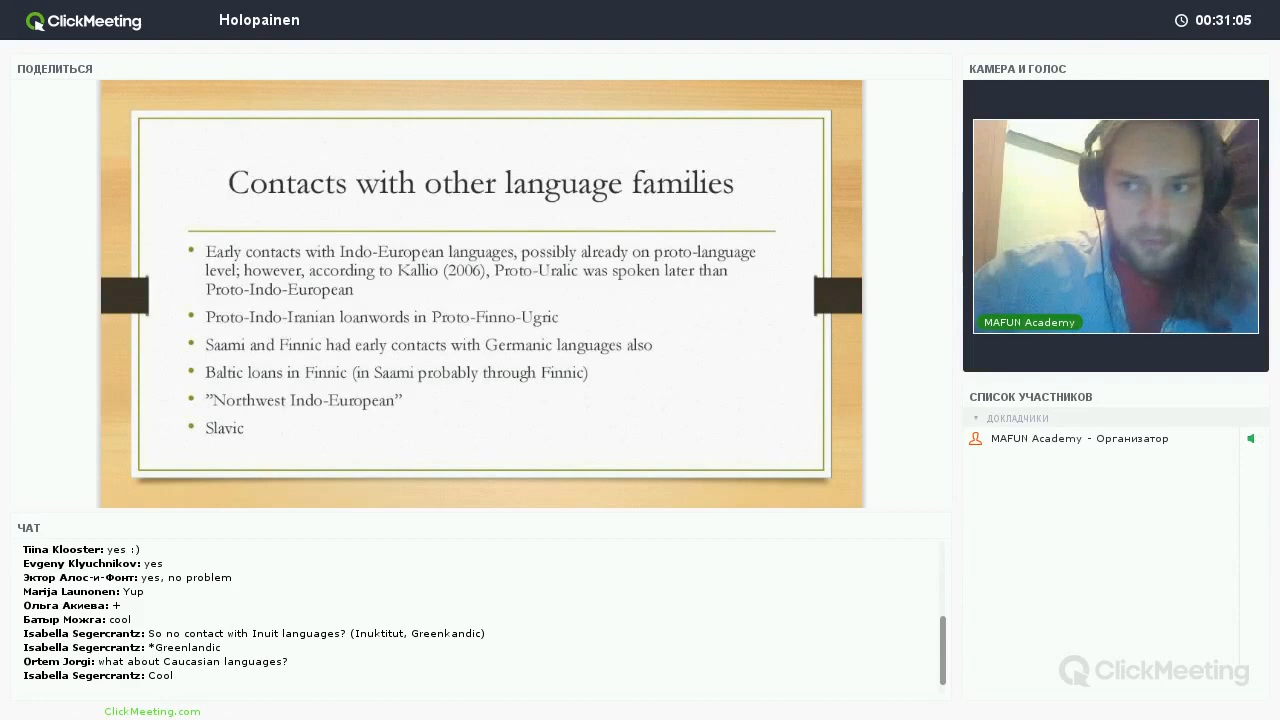 ClickMeeting
Holopainen
00:31:05
ПОДЕЛИТЬСЯ
Contacts with other language families
• Early contacts with Indo-European languages, possibly already on proto-language
level; however, according to Kallio (2006), Proto-Uralic was spoken later than
Proto-Indo-European
• Proto-Indo-Iranian loanwords in Proto-Finno-Ugric
• Saami and Finnic had early contacts with Germanic languages also
• Baltic loans in Finnic (in Saami probably through Finnic)
• ”Northwest Indo-European”
• Slavic
КАМЕРА И ГОЛОС
MAFUN Academy
СПИСОК УЧАСТНИКОВ
ДОКЛАДЧИКИ
MAFUN Academy - Организатор
ЧАТ
Tiina Klooster: yes :)
Evgeny Klyuchnikov: yes
Эктор Алос-и-Фонт: yes, no problem
Marija Launonen: Yup
Ольга Акиева: +
Батыр Можга: cool
Isabella Segercrantz: So no contact with Inuit languages? (Inuktitut, Greenkandic)
Isabella Segercrantz: *Greenlandic
Ortem Jorgi: what about Caucasian languages?
Isabella Segercrantz: Cool
ClickMeeting
ClickMeeting.com